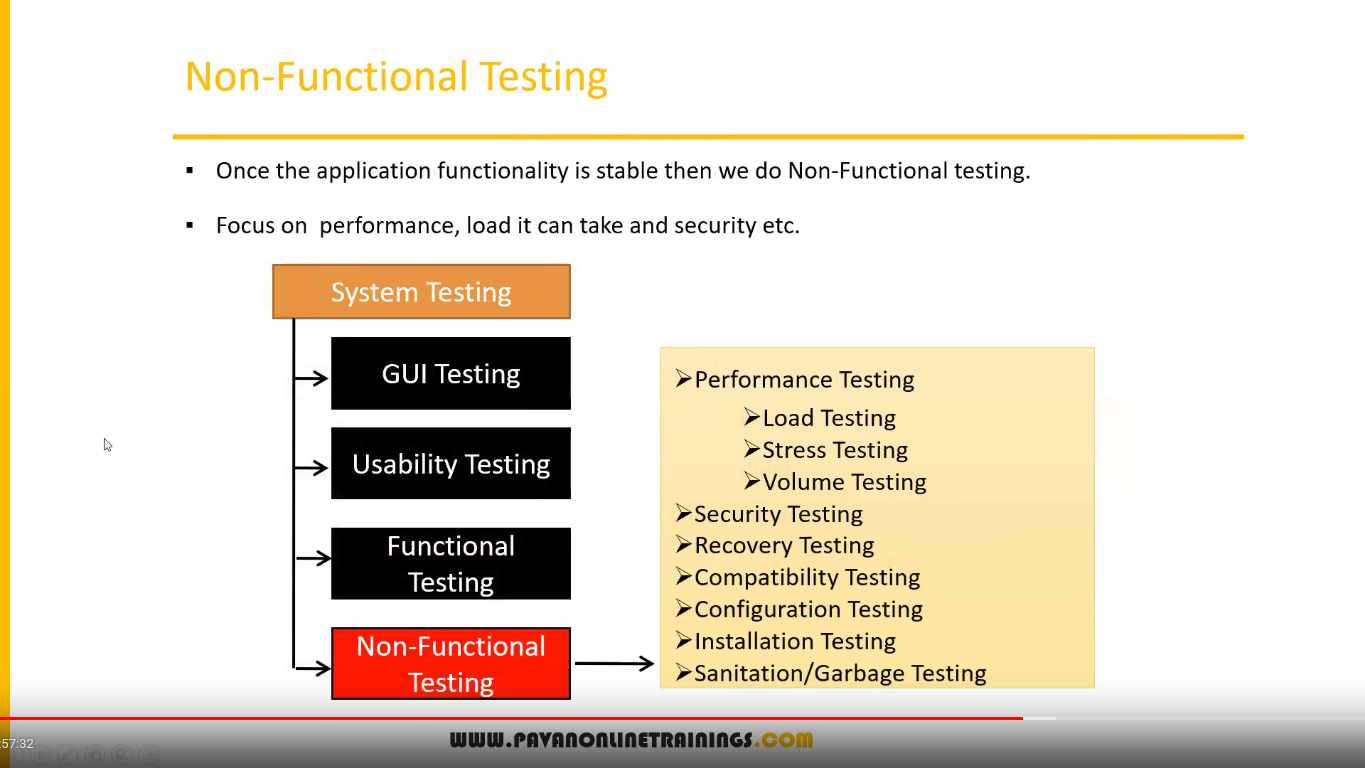 Non-Functional Testing
▪ Once the application functionality is stable then we do Non-Functional testing.
▪ Focus on  performance, load it can take and security etc.
System Testing
GUI Testing
Usability Testing
Functional
Testing
Non-Functional
Testing
➢Performance Testing
➢Load Testing
➢Stress Testing
➢Volume Testing
➢Security Testing
➢Recovery Testing
➢Compatibility Testing
➢Configuration Testing
➢Installation Testing
➢Sanitation/Garbage Testing
:57:32
WWW.PAVANONLINETRAININGS.COM